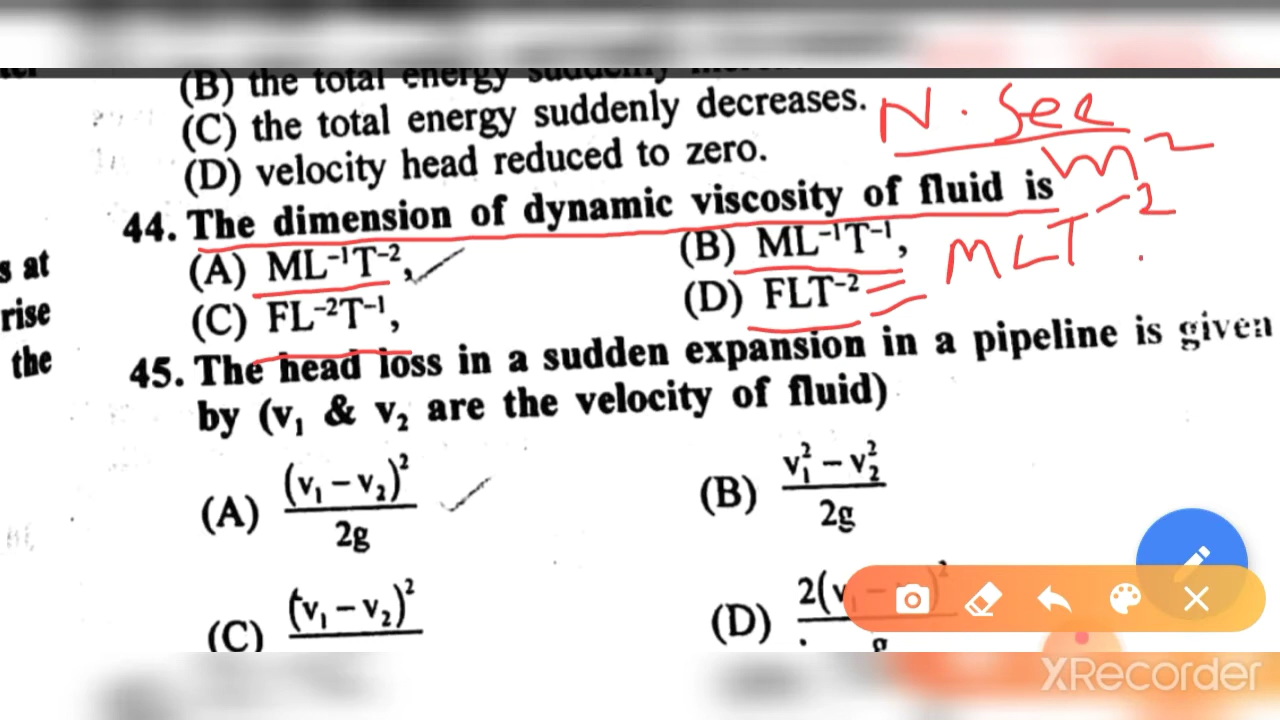 (B) the total energy suddenly
(C) the total energy suddenly decreases.
(D) velocity head reduced to zero.
N. Sec
m²
44. The dimension of dynamic viscosity of fluid is
(A) ML⁻¹T⁻², (B) ML⁻¹T⁻¹,
MLT⁻²
(C) FL⁻²T⁻¹, (D) FLT⁻²
s at
rise
the
45. The head loss in a sudden expansion in a pipeline is given
by (v₁ & v₂ are the velocity of fluid)
(A) (v₁ – v₂)²
2g
(B) v₁² – v₂²
2g
(C) (v₁ – v₂)²
(D) 2(v
g
XRecorder